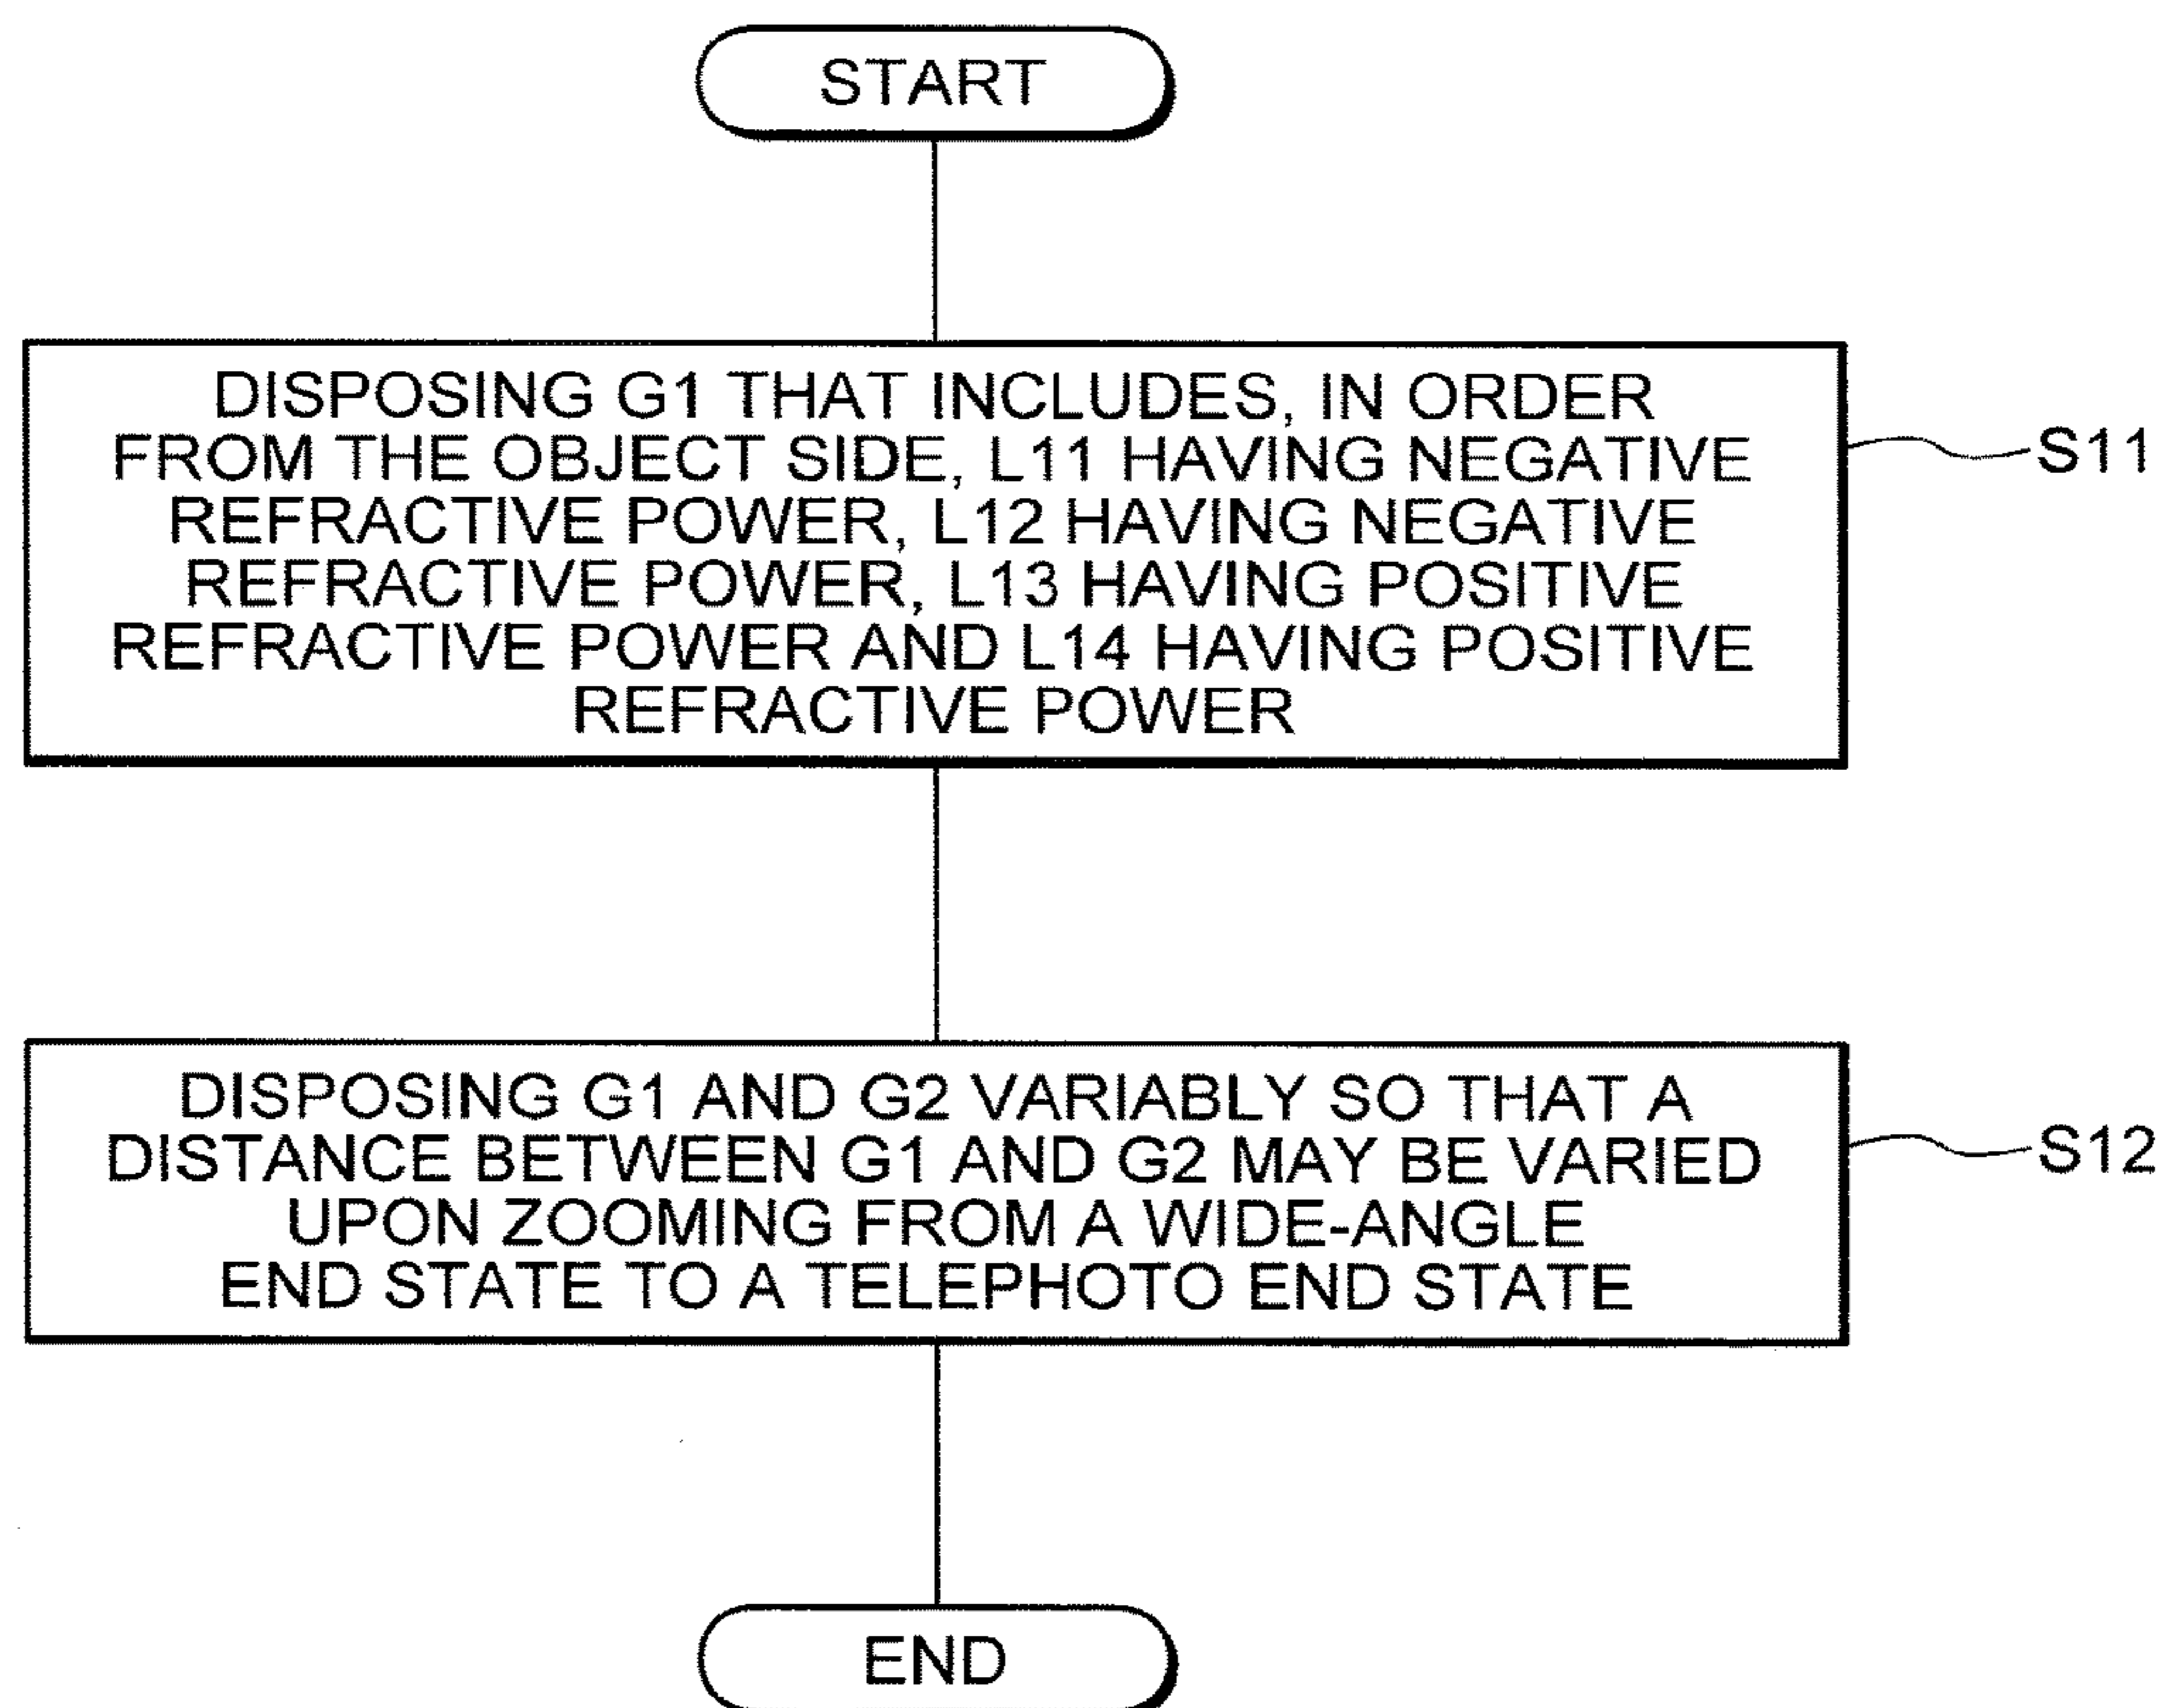 START
DISPOSING G1 THAT INCLUDES, IN ORDER
FROM THE OBJECT SIDE, L11 HAVING NEGATIVE
REFRACTIVE POWER, L12 HAVING NEGATIVE
REFRACTIVE POWER, L13 HAVING POSITIVE
REFRACTIVE POWER AND L14 HAVING POSITIVE
REFRACTIVE POWER
S11
DISPOSING G1 AND G2 VARIABLY SO THAT A
DISTANCE BETWEEN G1 AND G2 MAY BE VARIED
UPON ZOOMING FROM A WIDE-ANGLE
END STATE TO A TELEPHOTO END STATE
S12
END